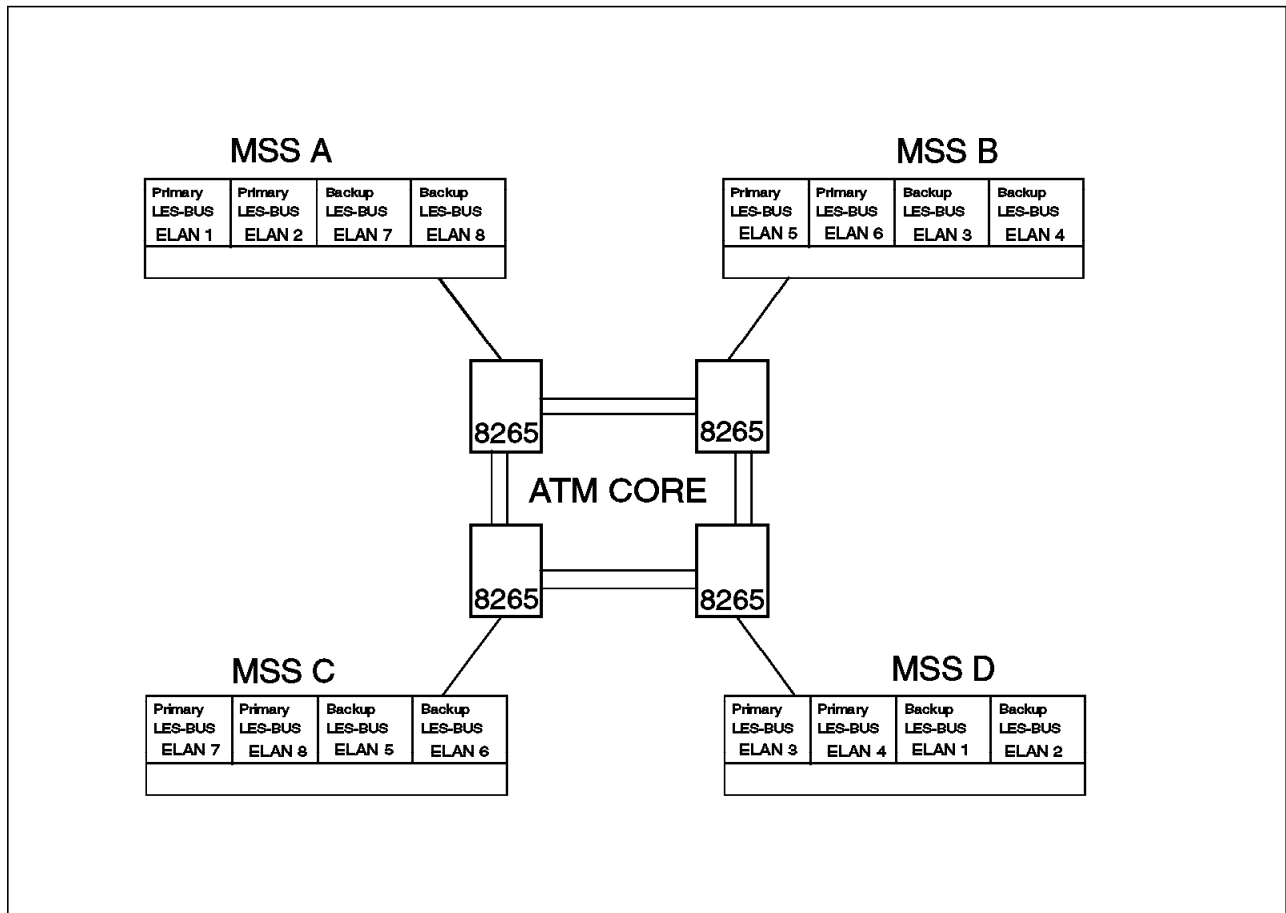 MSS A
Primary LES-BUS ELAN 1
Primary LES-BUS ELAN 2
Backup LES-BUS ELAN 7
Backup LES-BUS ELAN 8
MSS B
Primary LES-BUS ELAN 5
Primary LES-BUS ELAN 6
Backup LES-BUS ELAN 3
Backup LES-BUS ELAN 4
8265
8265
ATM CORE
8265
8265
MSS C
Primary LES-BUS ELAN 7
Primary LES-BUS ELAN 8
Backup LES-BUS ELAN 5
Backup LES-BUS ELAN 6
MSS D
Primary LES-BUS ELAN 3
Primary LES-BUS ELAN 4
Backup LES-BUS ELAN 1
Backup LES-BUS ELAN 2